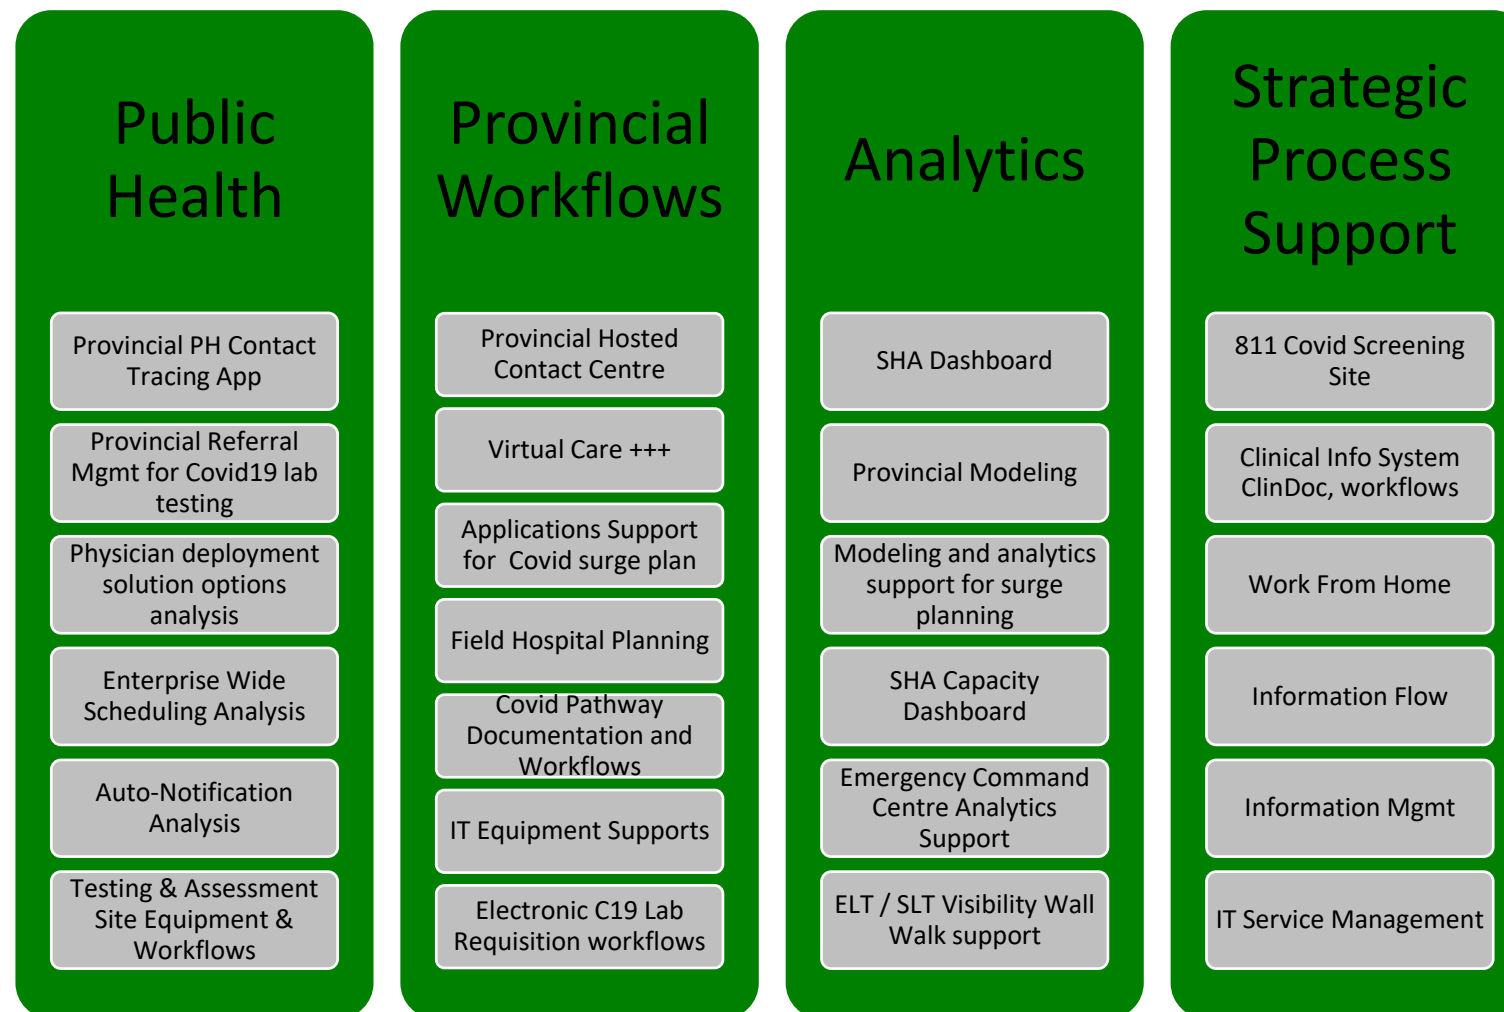 Public
Health
Provincial PH Contact
Tracing App
Provincial Referral
Mgmt for Covid19 lab
testing
Physician deployment
solution options
analysis
Enterprise Wide
Scheduling Analysis
Auto-Notification
Analysis
Testing & Assessment
Site Equipment &
Workflows
Provincial
Workflows
Provincial Hosted
Contact Centre
Virtual Care +++
Applications Support
for Covid surge plan
Field Hospital Planning
Covid Pathway
Documentation and
Workflows
IT Equipment Supports
Electronic C19 Lab
Requisition workflows
Analytics
SHA Dashboard
Provincial Modeling
Modeling and analytics
support for surge
planning
SHA Capacity
Dashboard
Emergency Command
Centre Analytics
Support
ELT / SLT Visibility Wall
Walk support
Strategic
Process
Support
811 Covid Screening
Site
Clinical Info System
ClinDoc, workflows
Work From Home
Information Flow
Information Mgmt
IT Service Management